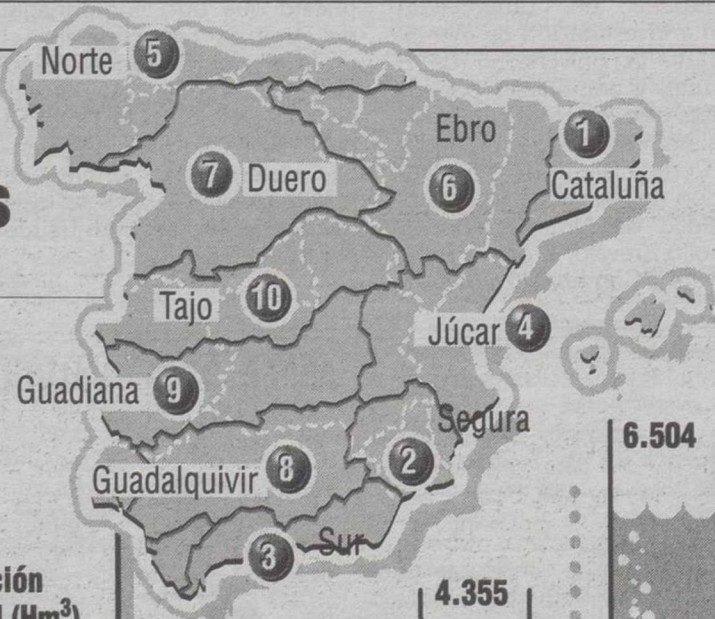 Norte 5
Ebro
1
7 Duero
6
Cataluña
10
Tajo
Júcar 4
Guadiana 9
Segura
6.504
2
Guadalquivir 8
Sur
3
ción
(Hm³)
4.355